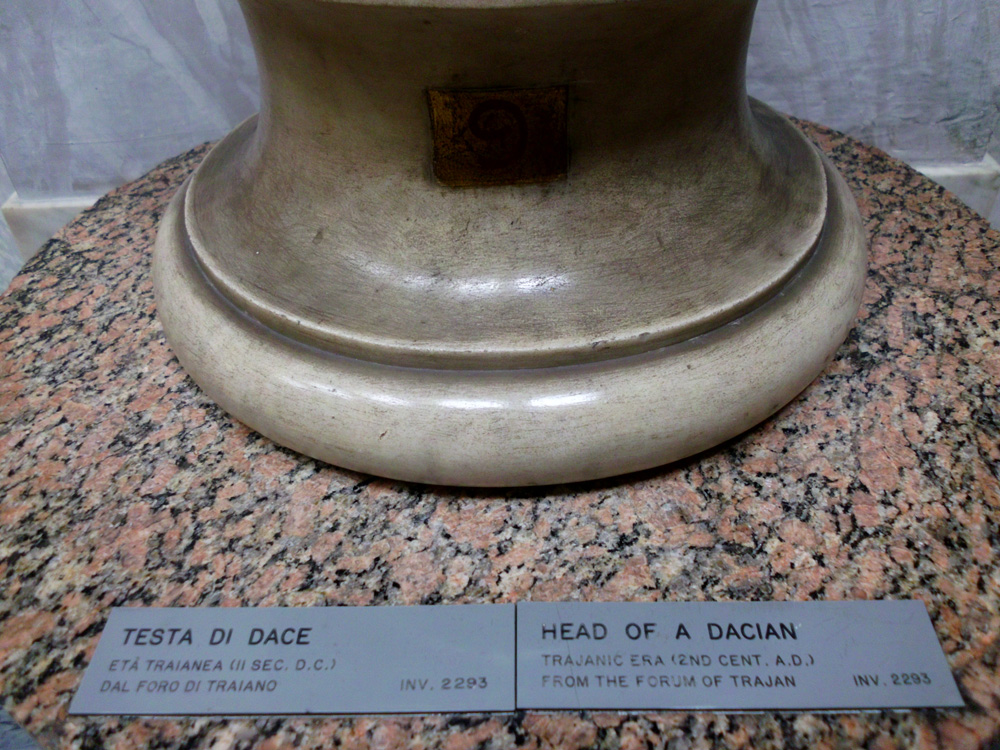 TESTA DI DACE
ETÀ TRAIANEA (II SEC. D.C.)
DAL FORO DI TRAIANO
INV. 2293
HEAD OF A DACIAN
TRAJANIC ERA (2ND CENT. A.D.)
FROM THE FORUM OF TRAJAN
INV. 2293